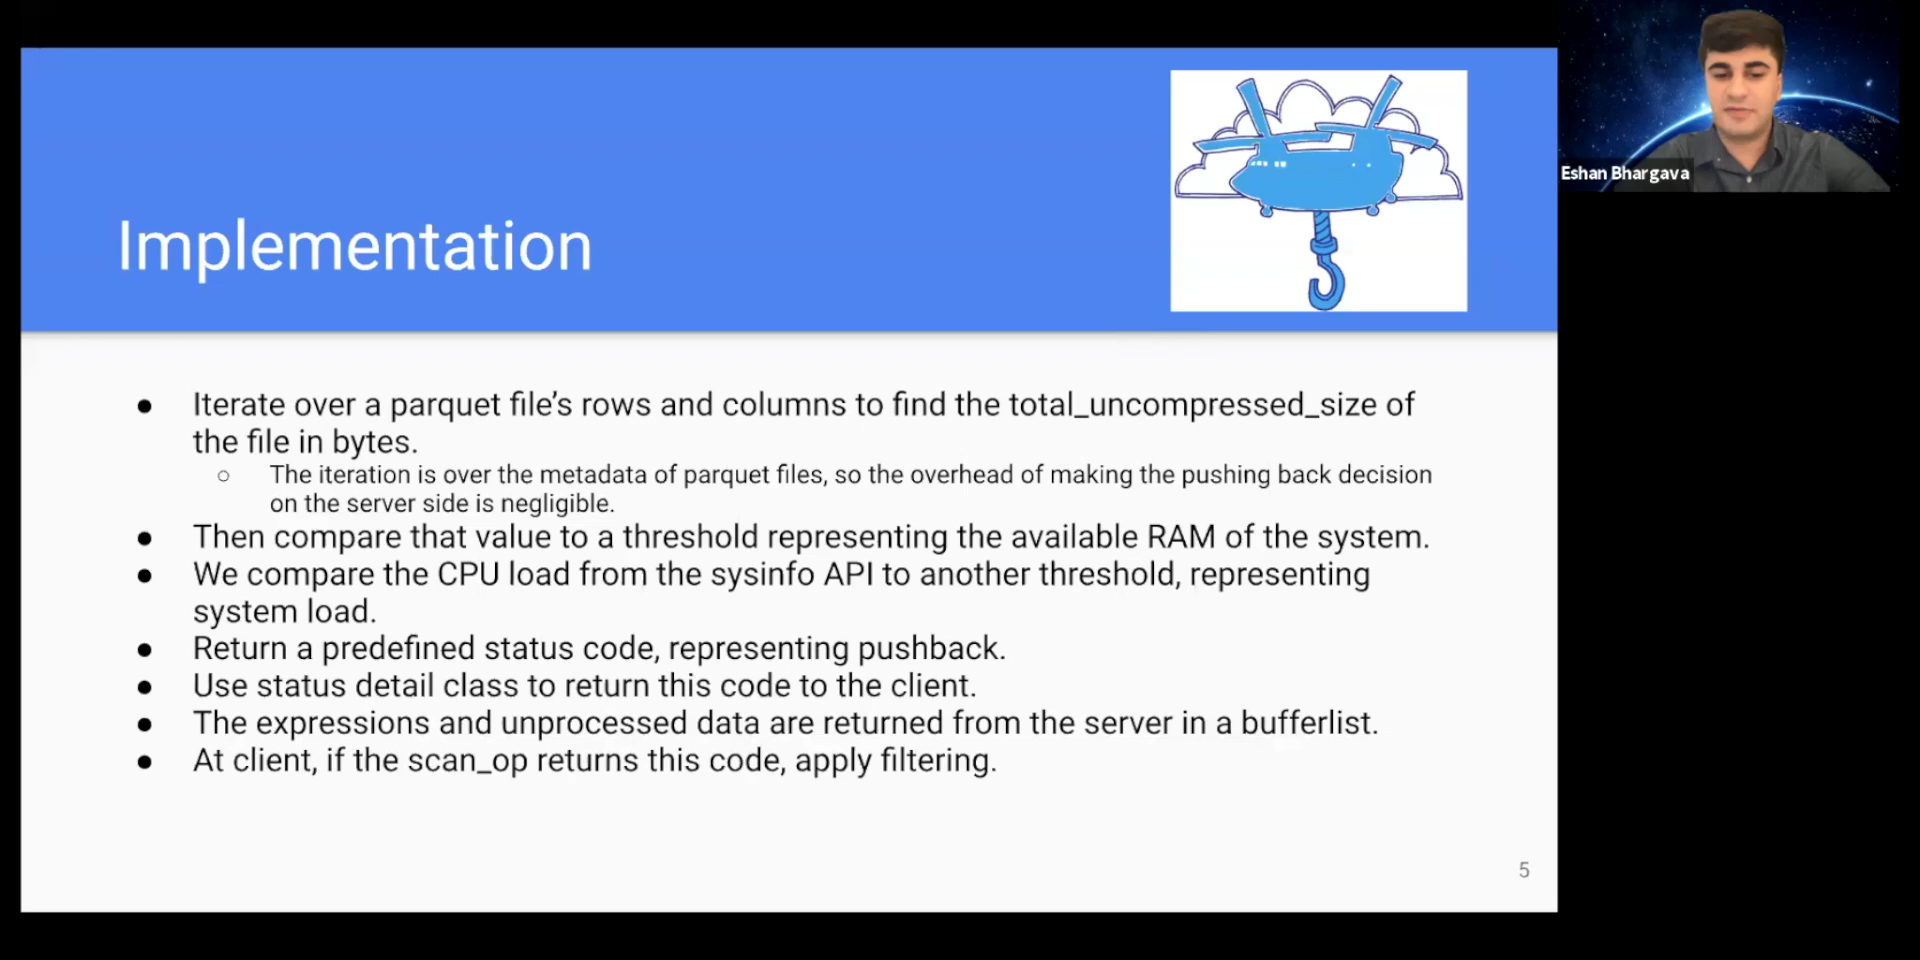 Implementation
Eshan Bhargava
● Iterate over a parquet file’s rows and columns to find the total_uncompressed_size of
the file in bytes.
○ The iteration is over the metadata of parquet files, so the overhead of making the pushing back decision
on the server side is negligible.
● Then compare that value to a threshold representing the available RAM of the system.
● We compare the CPU load from the sysinfo API to another threshold, representing
system load.
● Return a predefined status code, representing pushback.
● Use status detail class to return this code to the client.
● The expressions and unprocessed data are returned from the server in a bufferlist.
● At client, if the scan_op returns this code, apply filtering.
5